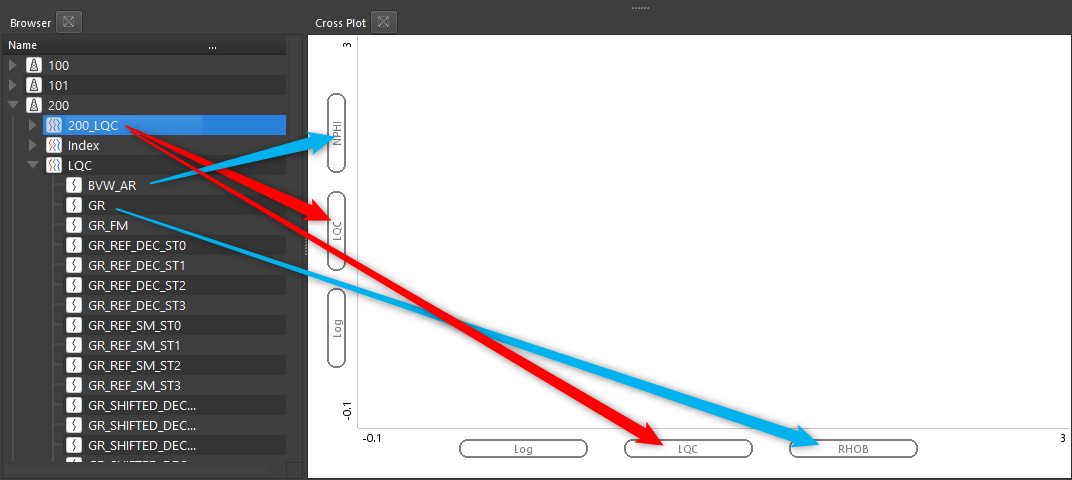 Browser
Name ...
100
101
200
200_LQC
Index
LQC
BVW_AR
GR
GR_FM
GR_REF_DEC_ST0
GR_REF_DEC_ST1
GR_REF_DEC_ST2
GR_REF_DEC_ST3
GR_REF_SM_ST0
GR_REF_SM_ST1
GR_REF_SM_ST2
GR_REF_SM_ST3
GR_SHIFTED_DEC...
GR_SHIFTED_DEC...
GR_SHIFTED_DEC...
Cross Plot
3
NPHI
LQC
Log
-0.1
-0.1 3
Log LQC RHOB